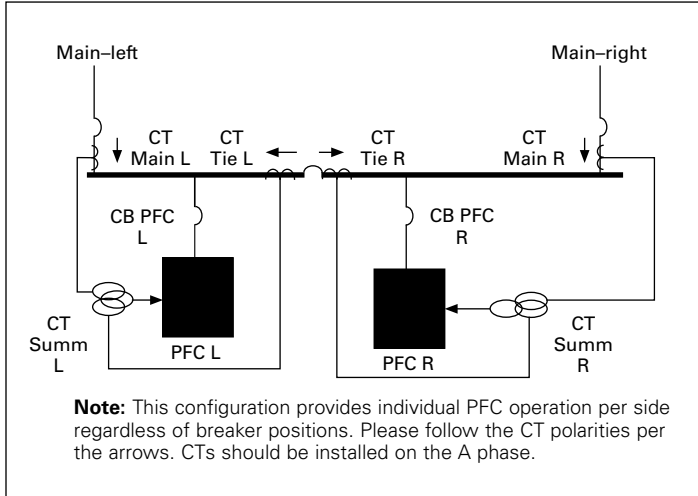 Main–left
Main–right
CT
Main L
CT
Tie L
CT
Tie R
CT
Main R
CB PFC
L
CB PFC
R
CT
Summ
L
PFC L
PFC R
CT
Summ
R
Note: This configuration provides individual PFC operation per side
regardless of breaker positions. Please follow the CT polarities per
the arrows. CTs should be installed on the A phase.